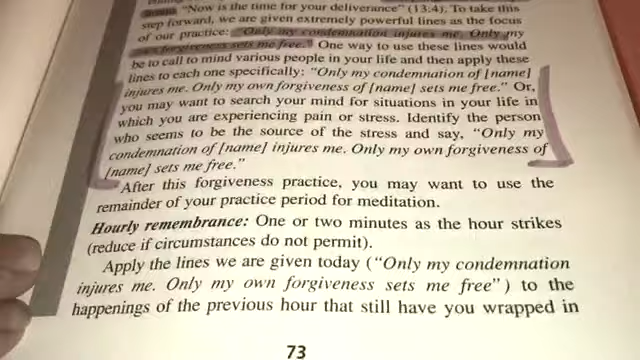 "Now is the time for your deliverance" (13:4). To take this
step forward, we are given extremely powerful lines as the focus
of our practice: "Only my condemnation injures me. Only my
own forgiveness sets me free." One way to use these lines would
be to call to mind various people in your life and then apply these
lines to each one specifically: "Only my condemnation of [name]
injures me. Only my own forgiveness of [name] sets me free." Or,
you may want to search your mind for situations in your life in
which you are experiencing pain or stress. Identify the person
who seems to be the source of the stress and say, "Only my
condemnation of [name] injures me. Only my own forgiveness of
[name] sets me free."
After this forgiveness practice, you may want to use the
remainder of your practice period for meditation.
Hourly remembrance: One or two minutes as the hour strikes
(reduce if circumstances do not permit).
Apply the lines we are given today ("Only my condemnation
injures me. Only my own forgiveness sets me free") to the
happenings of the previous hour that still have you wrapped in
73